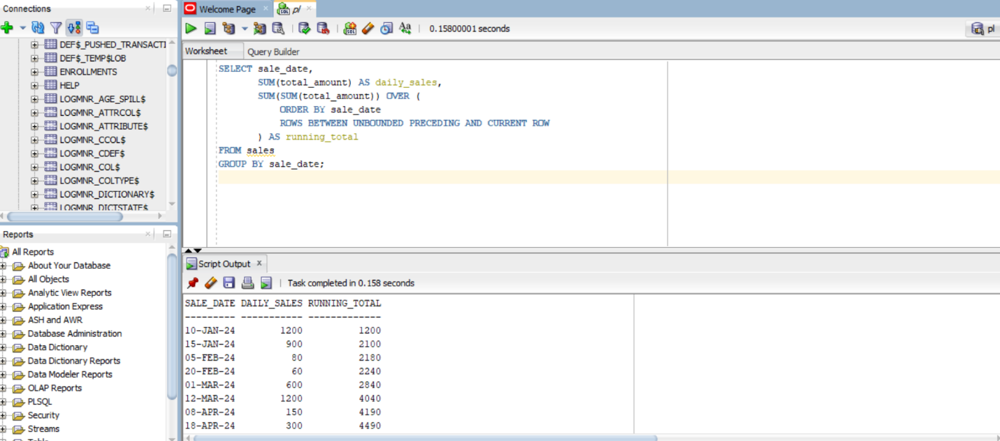 Connections
DEF$_PUSHED_TRANSACTI
DEF$_TEMP$LOB
ENROLLMENTS
HELP
LOGMNR_AGE_SPILL$
LOGMNR_ATTRCOL$
LOGMNR_ATTRIBUTE$
LOGMNR_CCOL$
LOGMNR_CDEF$
LOGMNR_COL$
LOGMNR_COLTYPE$
LOGMNR_DICTIONARY$
LOGMNR_DICTSTATE$
Reports
All Reports
About Your Database
All Objects
Analytic View Reports
Application Express
ASH and AWR
Database Administration
Data Dictionary
Data Dictionary Reports
Data Modeler Reports
OLAP Reports
PLSQL
Security
Streams
Table
Welcome Page
pl
SQL
Aa
0.15800001 seconds
pl
Worksheet Query Builder
SELECT sale_date,
SUM(total_amount) AS daily_sales,
SUM(SUM(total_amount)) OVER (
ORDER BY sale_date
ROWS BETWEEN UNBOUNDED PRECEDING AND CURRENT ROW
) AS running_total
FROM sales
GROUP BY sale_date;
Script Output x
Task completed in 0.158 seconds
SALE_DATE DAILY_SALES RUNNING_TOTAL
--------- ----------- -------------
10-JAN-24 1200 1200
15-JAN-24 900 2100
05-FEB-24 80 2180
20-FEB-24 60 2240
01-MAR-24 600 2840
12-MAR-24 1200 4040
08-APR-24 150 4190
18-APR-24 300 4490